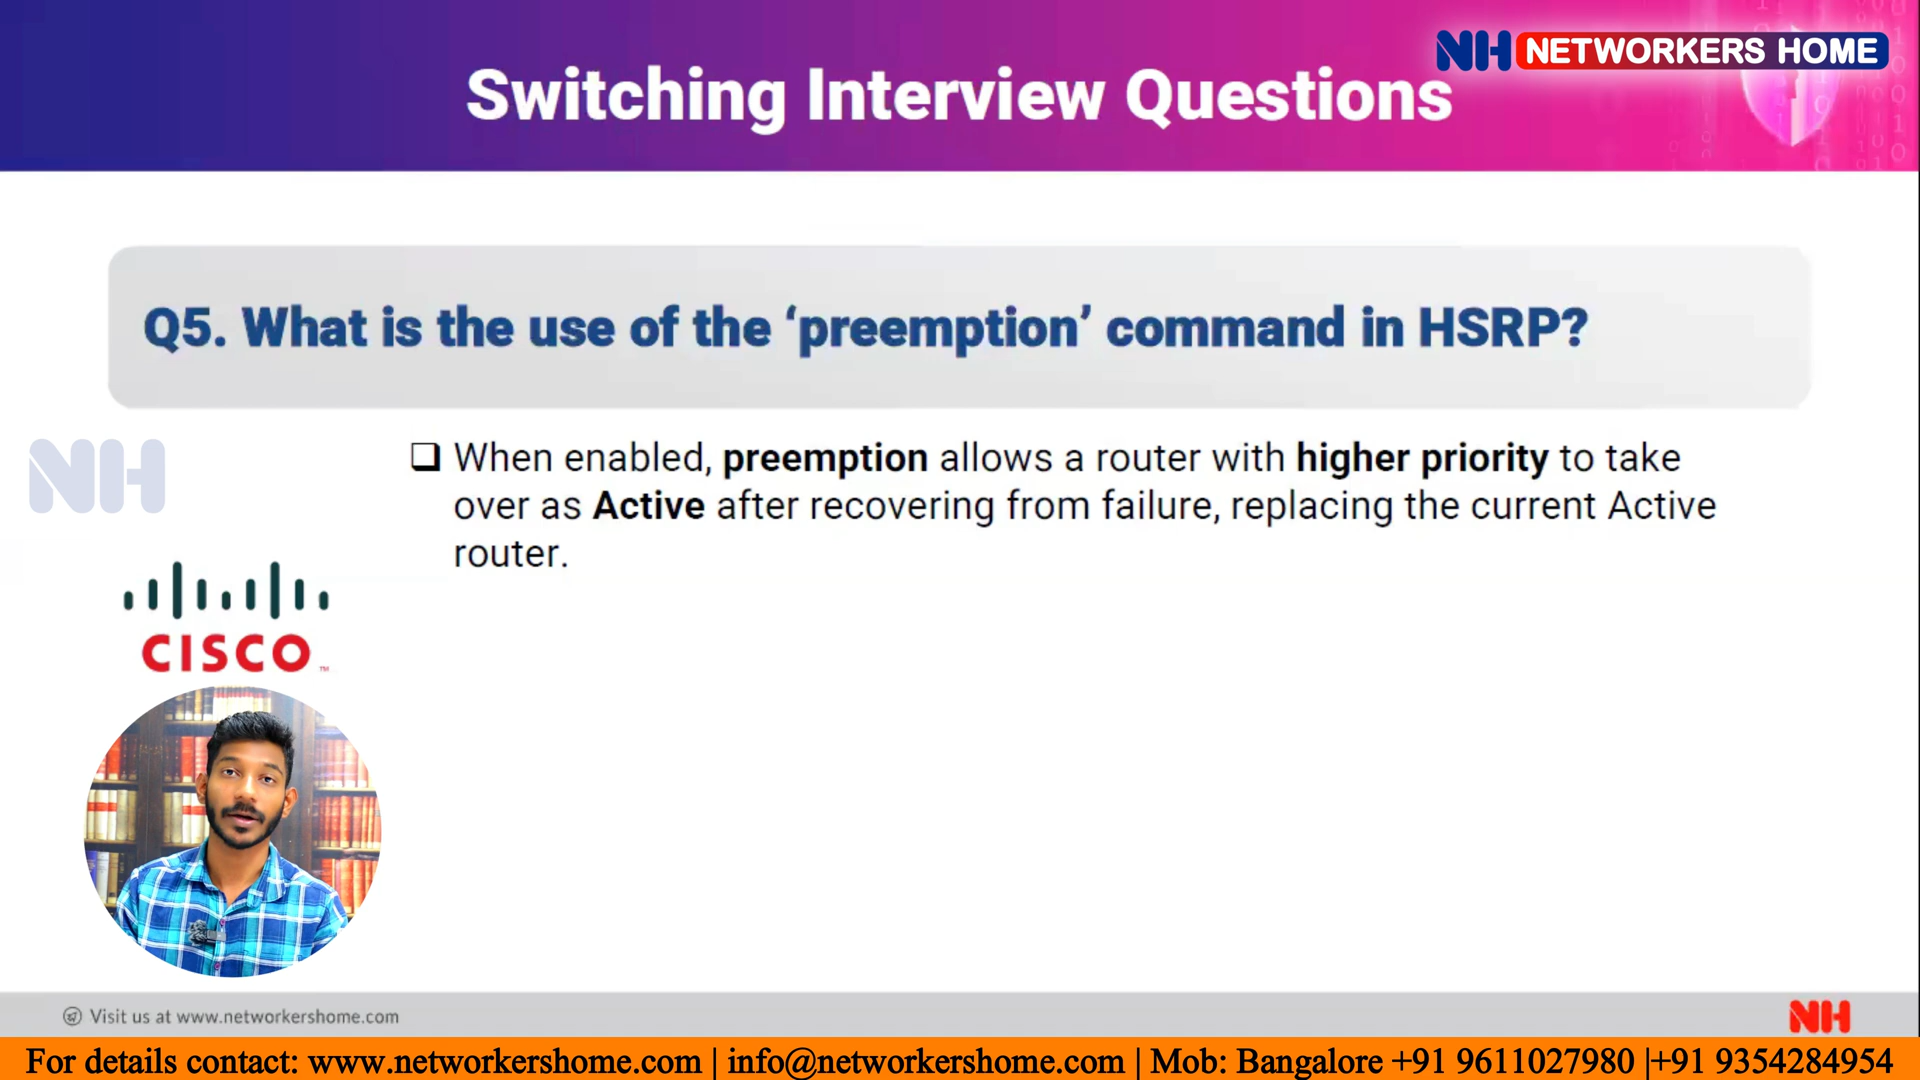 NH NETWORKERS HOME
Switching Interview Questions
Q5. What is the use of the ‘preemption’ command in HSRP?
❑ When enabled, preemption allows a router with higher priority to take
over as Active after recovering from failure, replacing the current Active
router.
NH
CISCO™
Visit us at www.networkershome.com
NH
For details contact: www.networkershome.com | info@networkershome.com | Mob: Bangalore +91 9611027980 |+91 9354284954